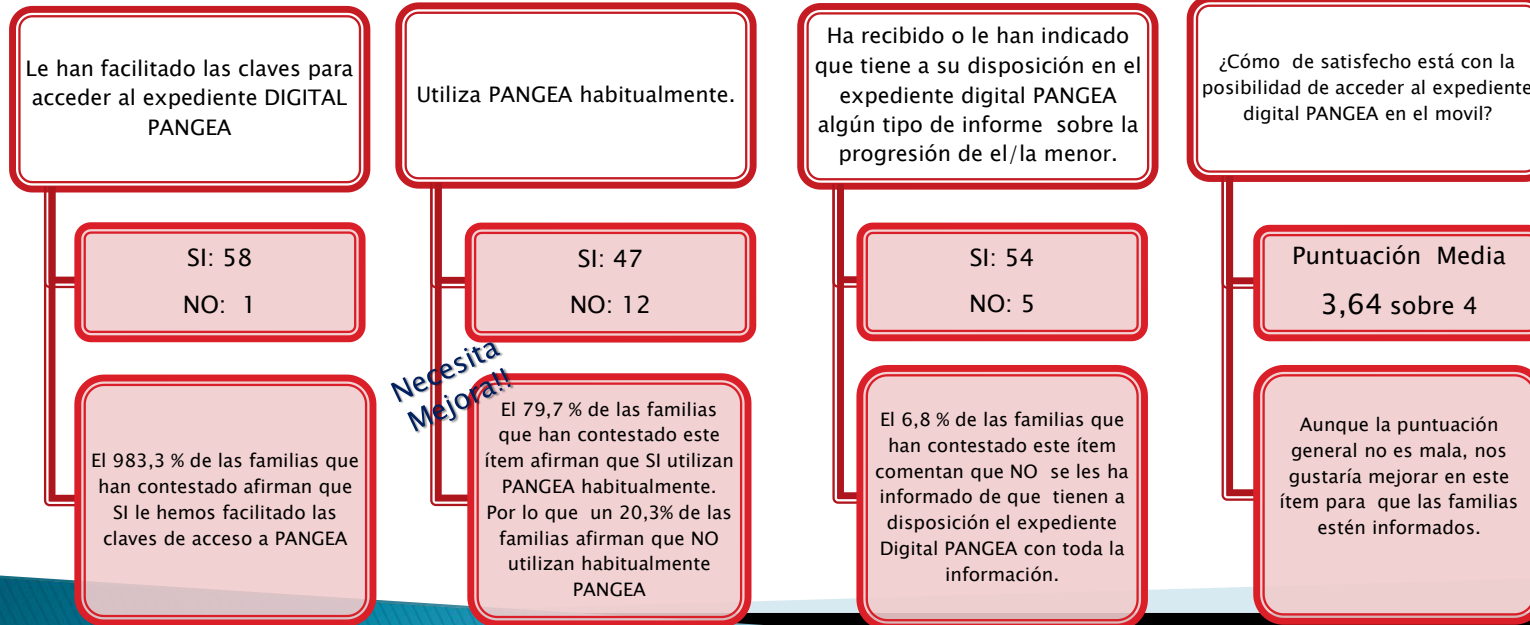 Le han facilitado las claves para
acceder al expediente DIGITAL
PANGEA
SI: 58
NO: 1
El 983,3 % de las familias que
han contestado afirman que
SI le hemos facilitado las
claves de acceso a PANGEA
Utiliza PANGEA habitualmente.
SI: 47
NO: 12
Necesita
Mejora!!
El 79,7 % de las familias
que han contestado este
ítem afirman que SI utilizan
PANGEA habitualmente.
Por lo que un 20,3% de las
familias afirman que NO
utilizan habitualmente
PANGEA
Ha recibido o le han indicado
que tiene a su disposición en el
expediente digital PANGEA
algún tipo de informe sobre la
progresión de el/la menor.
SI: 54
NO: 5
El 6,8 % de las familias que
han contestado este ítem
comentan que NO se les ha
informado de que tienen a
disposición el expediente
Digital PANGEA con toda la
información.
¿Cómo de satisfecho está con la
posibilidad de acceder al expediente
digital PANGEA en el movil?
Puntuación Media
3,64 sobre 4
Aunque la puntuación
general no es mala, nos
gustaría mejorar en este
ítem para que las familias
estén informados.